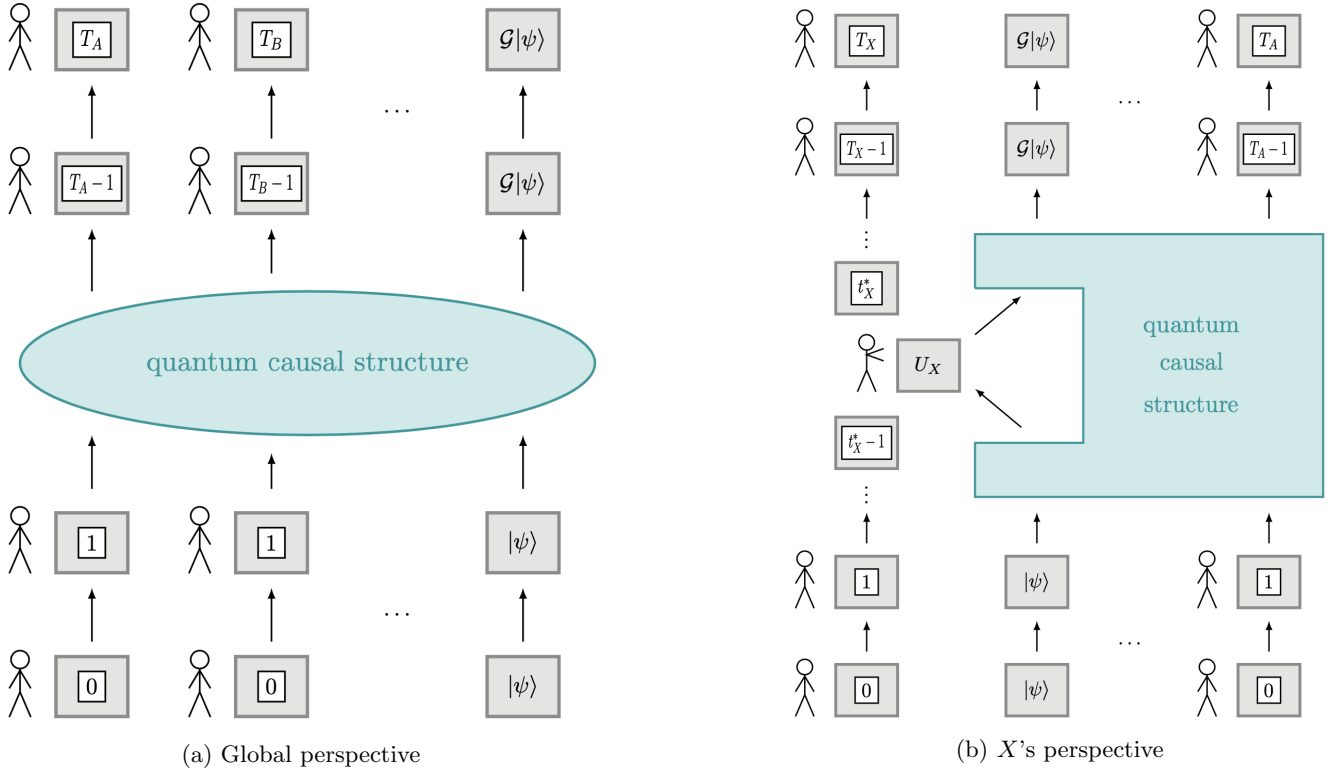 T_A T_B 𝒢|ψ⟩
...
T_A − 1 T_B − 1 𝒢|ψ⟩
quantum causal structure
1 1 |ψ⟩
...
0 0 |ψ⟩
(a) Global perspective
T_X 𝒢|ψ⟩ T_A
...
T_X − 1 𝒢|ψ⟩ T_A − 1
⋮
t*_X
U_X
t*_X − 1
⋮
quantum
causal
structure
1 |ψ⟩ 1
...
0 |ψ⟩ 0
(b) X's perspective